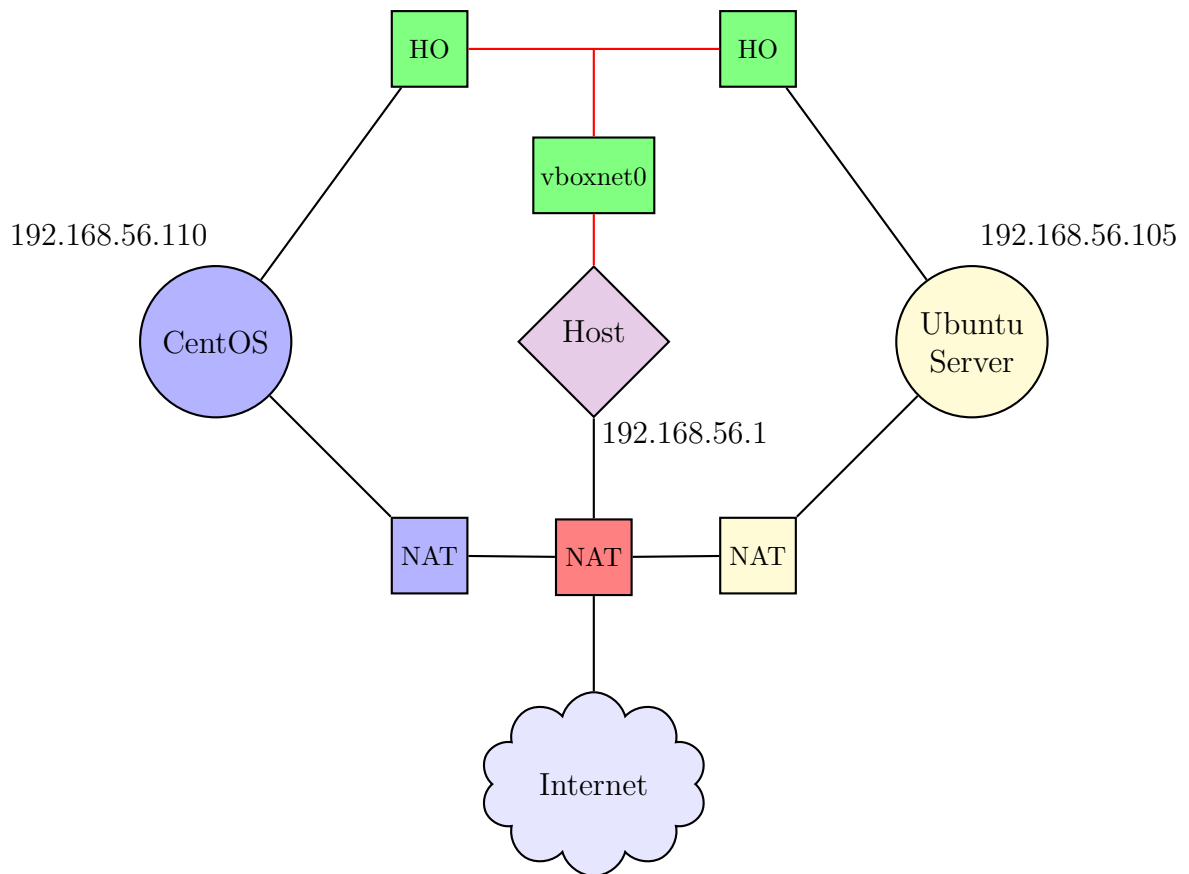 HO
HO
vboxnet0
192.168.56.110
192.168.56.105
CentOS
Host
Ubuntu
Server
192.168.56.1
NAT
NAT
NAT
Internet